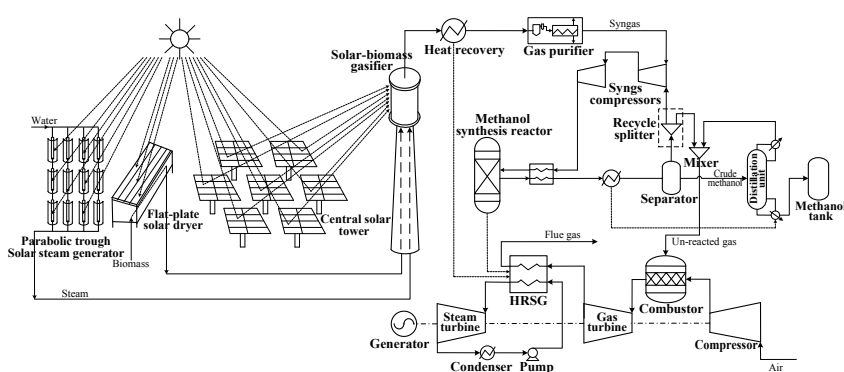 Syngas
Heat recovery
Gas purifier
Solar-biomass
gasifier
Syngs
compressors
Water
Methanol
synthesis reactor
Recycle
splitter
Mixer
Crude
methanol
Distillation
unit
Separator
Methanol
tank
Flat-plate
solar dryer
Central solar
tower
Parabolic trough
Solar steam generator
Biomass
Flue gas
Un-reacted gas
Steam
HRSG
Combustor
Steam
turbine
Gas
turbine
Generator
Compressor
Condenser
Pump
Air